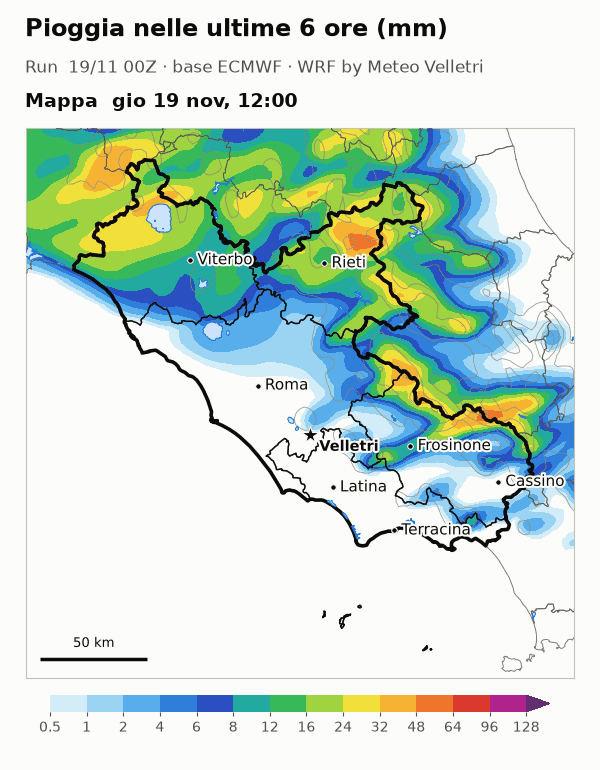 Pioggia nelle ultime 6 ore (mm)
Run  19/11 00Z · base ECMWF · WRF by Meteo Velletri
Mappa  gio 19 nov, 12:00
Viterbo
Rieti
Roma
Velletri
Frosinone
Cassino
Latina
Terracina
50 km
0.5 1 2 4 6 8 12 16 24 32 48 64 96 128